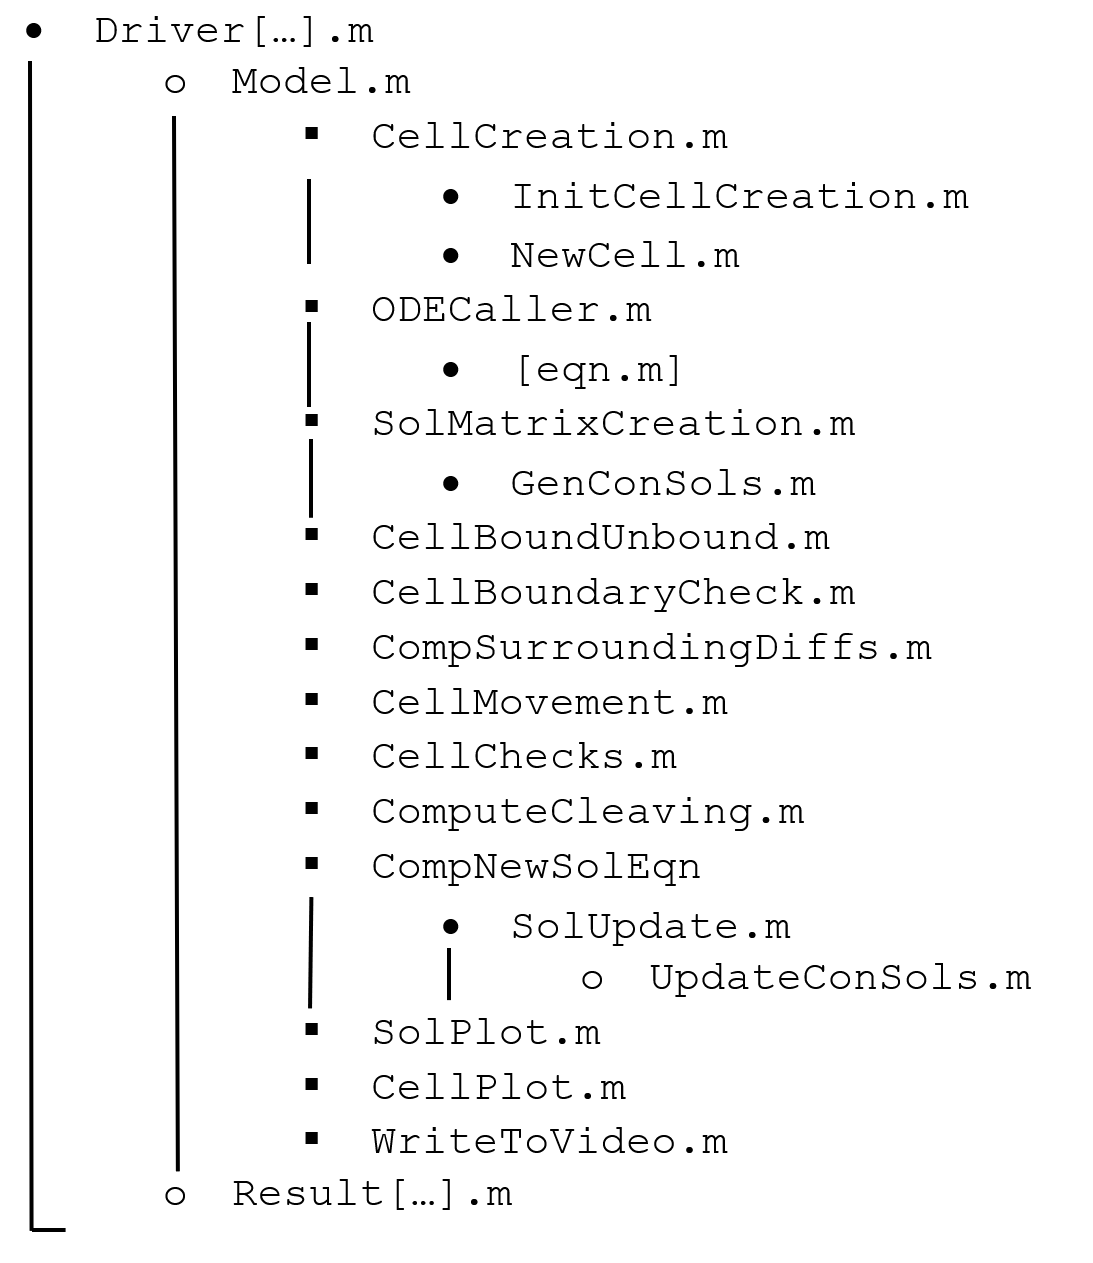 • Driver[…].m
o Model.m
▪ CellCreation.m
• InitCellCreation.m
• NewCell.m
▪ ODECaller.m
• [eqn.m]
▪ SolMatrixCreation.m
• GenConSols.m
▪ CellBoundUnbound.m
▪ CellBoundaryCheck.m
▪ CompSurroundingDiffs.m
▪ CellMovement.m
▪ CellChecks.m
▪ ComputeCleaving.m
▪ CompNewSolEqn
• SolUpdate.m
o UpdateConSols.m
▪ SolPlot.m
▪ CellPlot.m
▪ WriteToVideo.m
o Result[…].m